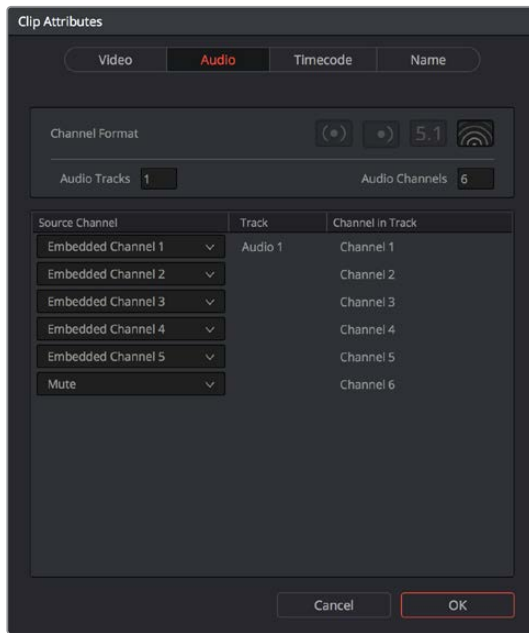 Clip Attributes
Video Audio Timecode Name
Channel Format 5.1
Audio Tracks 1 Audio Channels 6
Source Channel Track Channel in Track
Embedded Channel 1 Audio 1 Channel 1
Embedded Channel 2 Channel 2
Embedded Channel 3 Channel 3
Embedded Channel 4 Channel 4
Embedded Channel 5 Channel 5
Mute Channel 6
Cancel OK